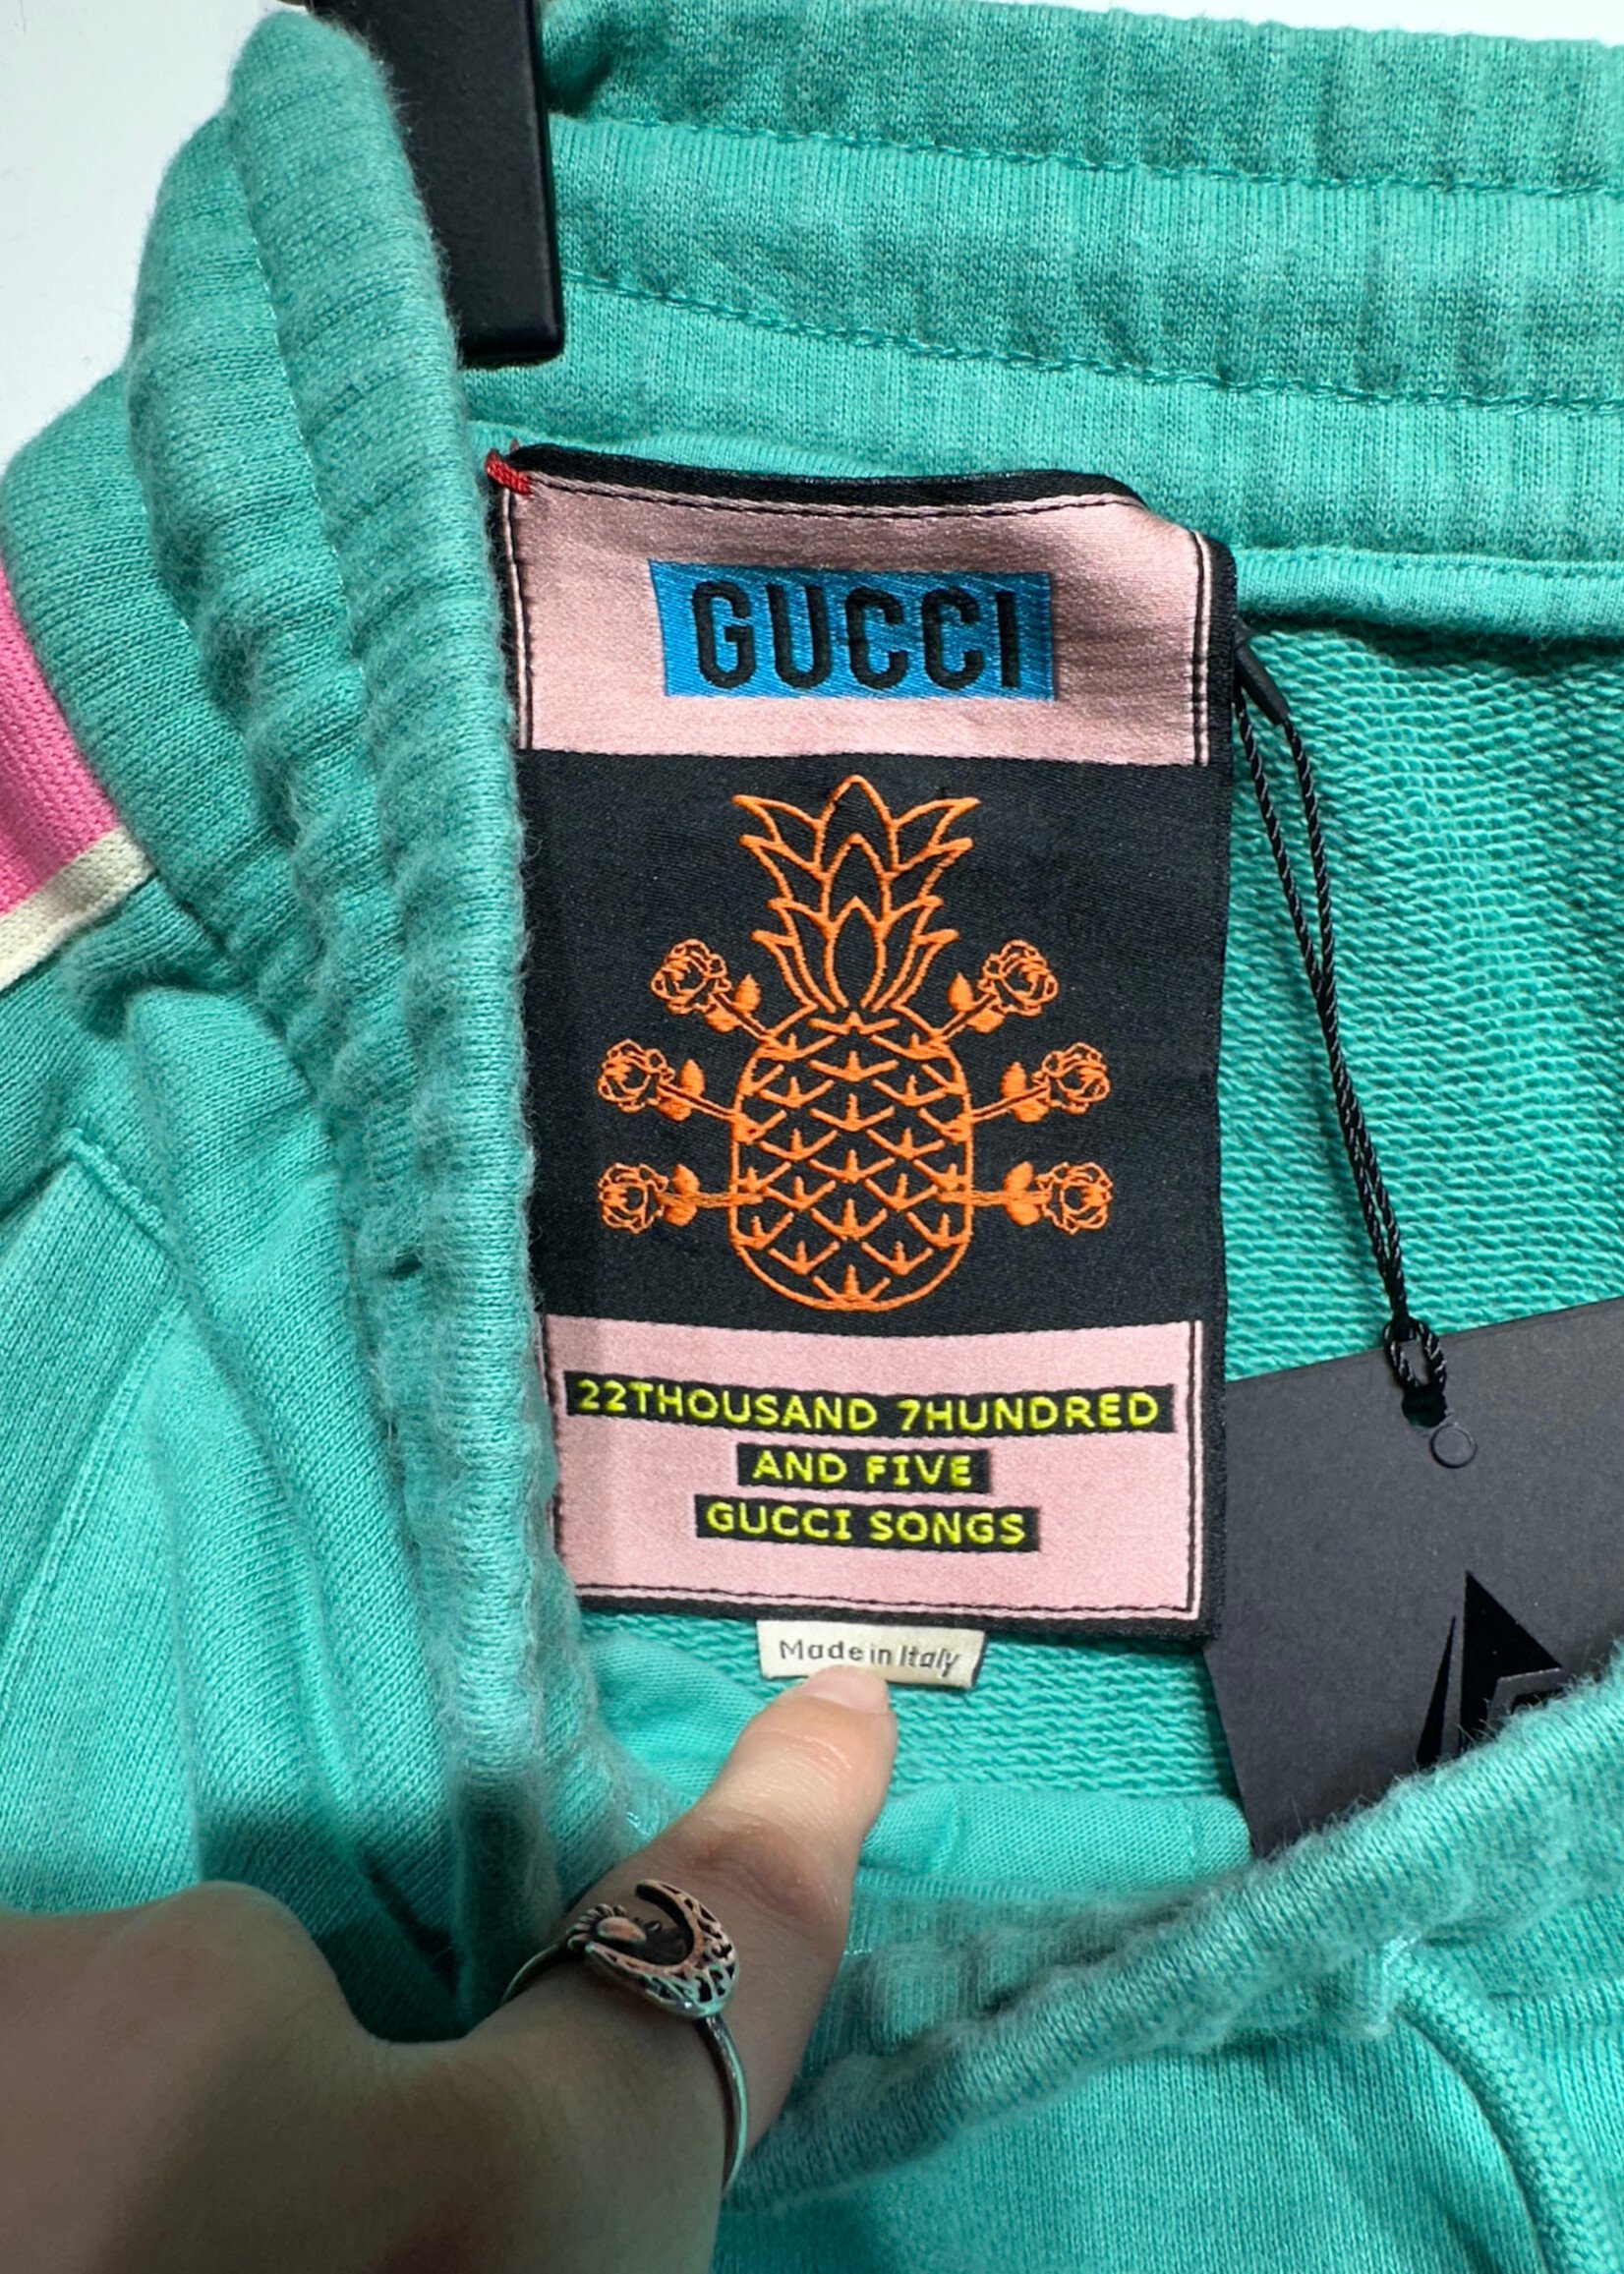 GUCCI
22THOUSAND 7HUNDRED
AND FIVE
GUCCI SONGS
Made in Italy